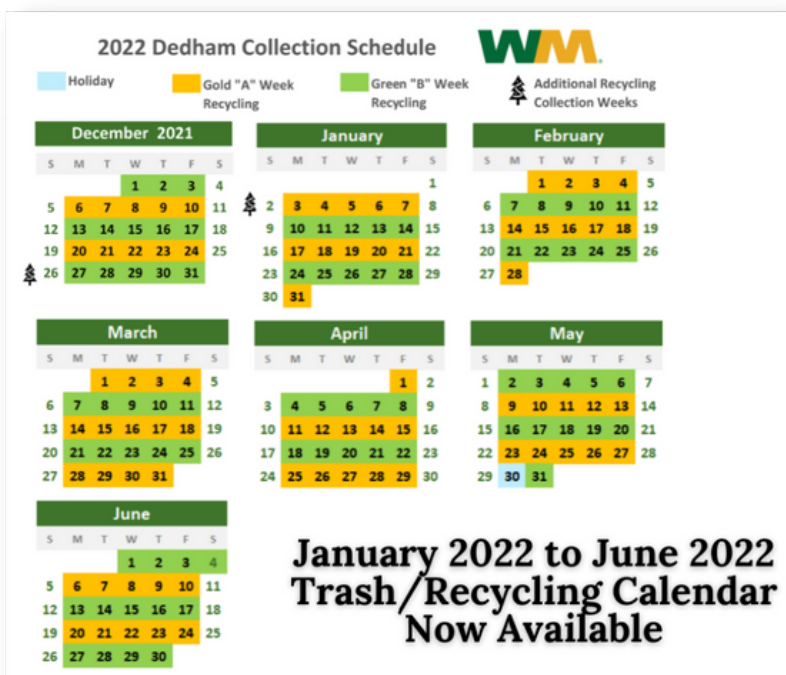 2022 Dedham Collection Schedule
WM
Holiday
Gold "A" Week
Recycling
Green "B" Week
Recycling
Additional Recycling
Collection Weeks
December 2021
S M T W T F S
1 2 3 4
5 6 7 8 9 10 11
12 13 14 15 16 17 18
19 20 21 22 23 24 25
26 27 28 29 30 31
January
S M T W T F S
1
2 3 4 5 6 7 8
9 10 11 12 13 14 15
16 17 18 19 20 21 22
23 24 25 26 27 28 29
30 31
February
S M T W T F S
1 2 3 4 5
6 7 8 9 10 11 12
13 14 15 16 17 18 19
20 21 22 23 24 25 26
27 28
March
S M T W T F S
1 2 3 4 5
6 7 8 9 10 11 12
13 14 15 16 17 18 19
20 21 22 23 24 25 26
27 28 29 30 31
April
S M T W T F S
1 2
3 4 5 6 7 8 9
10 11 12 13 14 15 16
17 18 19 20 21 22 23
24 25 26 27 28 29 30
May
S M T W T F S
1 2 3 4 5 6 7
8 9 10 11 12 13 14
15 16 17 18 19 20 21
22 23 24 25 26 27 28
29 30 31
June
S M T W T F S
1 2 3 4
5 6 7 8 9 10 11
12 13 14 15 16 17 18
19 20 21 22 23 24 25
26 27 28 29 30
January 2022 to June 2022
Trash/Recycling Calendar
Now Available